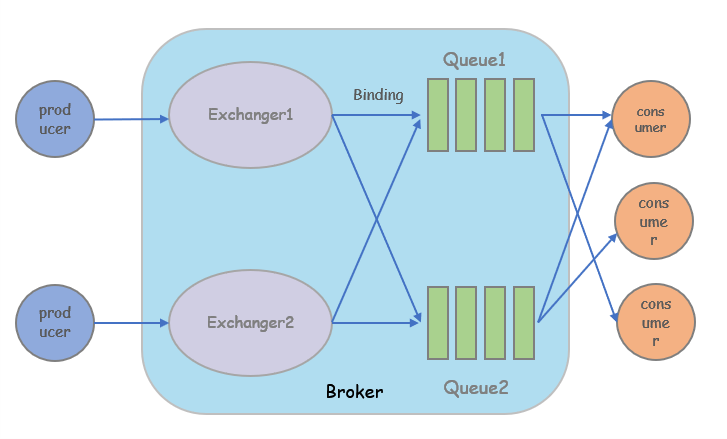 Queue1
prod
ucer
Exchanger1
Binding
cons
umer
cons
ume
r
prod
ucer
Exchanger2
cons
ume
r
Broker
Queue2